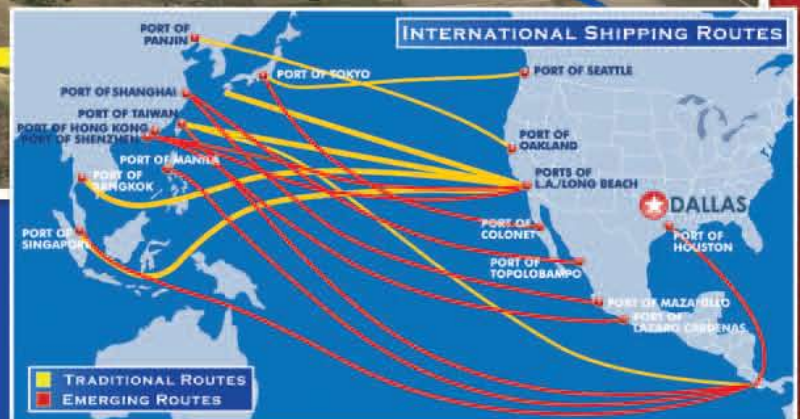 INTERNATIONAL SHIPPING ROUTES
PORT OF
PANJIN
PORT OF TOKYO
PORT OF SEATTLE
PORT OF SHANGHAI
PORT OF TAIWAN
PORT OF HONG KONG
PORT OF SHENZHEN
PORT OF
OAKLAND
PORT OF MANILA
PORT OF
BANGKOK
PORTS OF
L.A./LONG BEACH
DALLAS
PORT OF
SINGAPORE
PORT OF
COLONET
PORT OF
HOUSTON
PORT OF
TOPOLOBAMPO
PORT OF MAZANILLO
PORT OF
LAZARO CARDENAS
TRADITIONAL ROUTES
EMERGING ROUTES